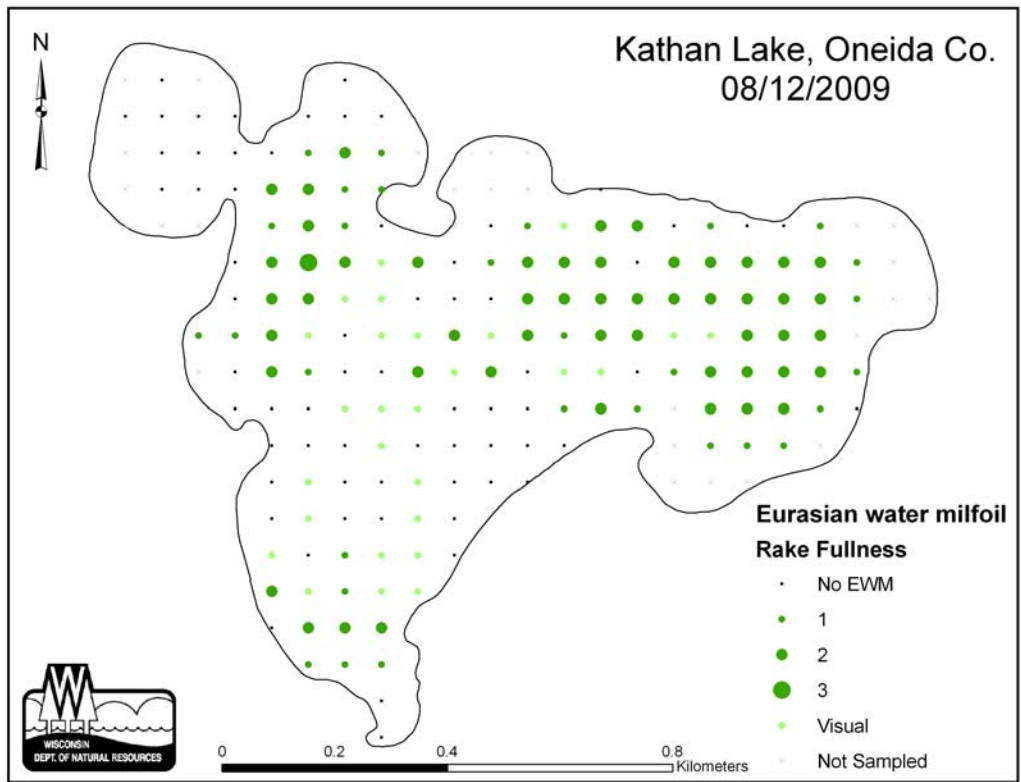 N
Kathan Lake, Oneida Co.
08/12/2009
Eurasian water milfoil
Rake Fullness
No EWM
1
2
3
Visual
Not Sampled
W
WISCONSIN
DEPT. OF NATURAL RESOURCES
0 0.2 0.4 0.8
Kilometers